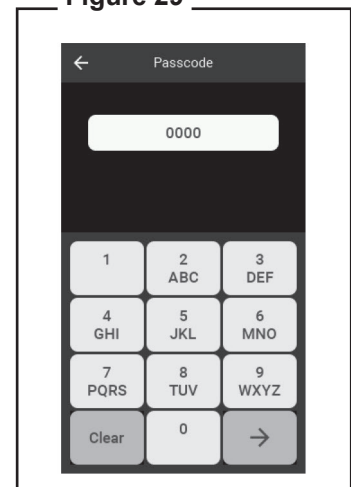 Figure 29
← Passcode
0000
1 2 3
ABC DEF
4 5 6
GHI JKL MNO
7 8 9
PQRS TUV WXYZ
Clear 0 →